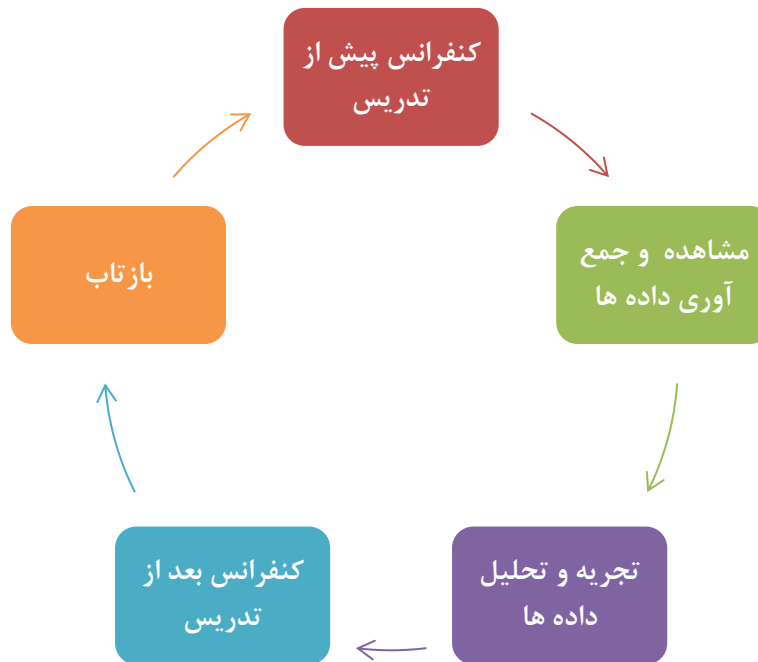 کنفرانس پیش از
تدریس
مشاهده و جمع
آوری داده ها
تجریه و تحلیل
داده ها
کنفرانس بعد از
تدریس
بازتاب